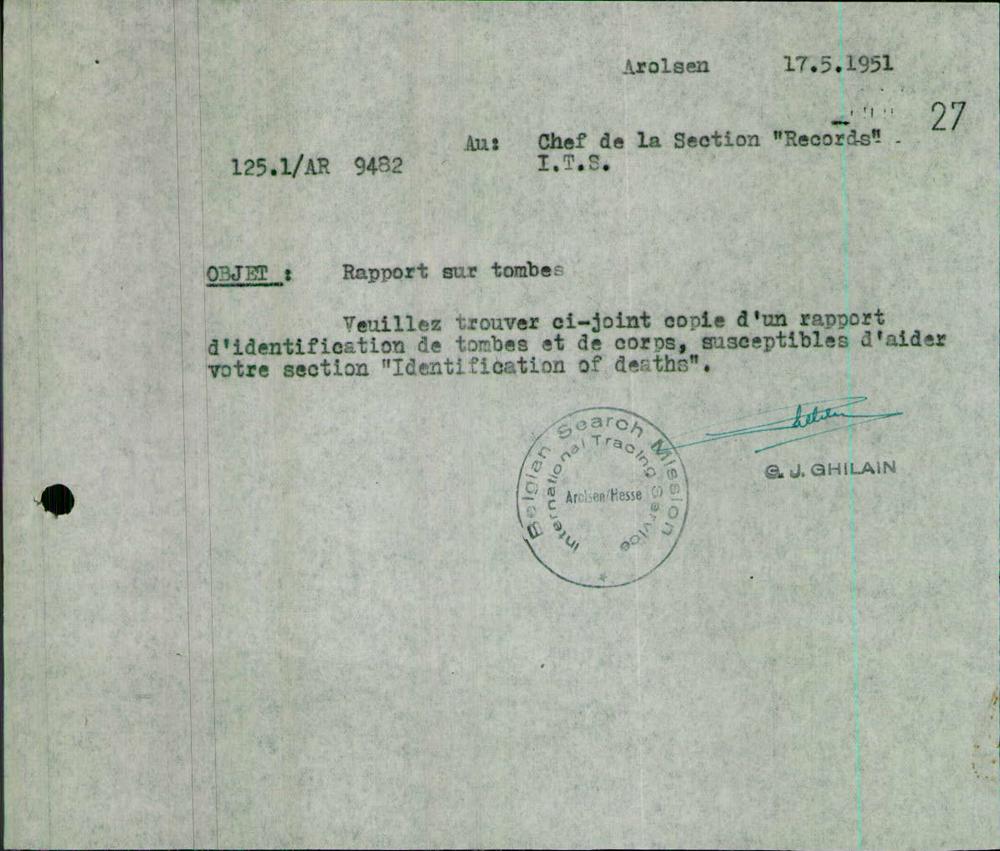 Arolsen 17.5.1951
27
Au: Chef de la Section "Records"
125.1/AR 9482 I.T.S.
OBJET : Rapport sur tombes
Veuillez trouver ci-joint copie d'un rapport
d'identification de tombes et de corps, susceptibles d'aider
votre section "Identification of deaths".
Belgian Search Mission
International Tracing Service
Arolsen/Hesse
G. J. GHILAIN